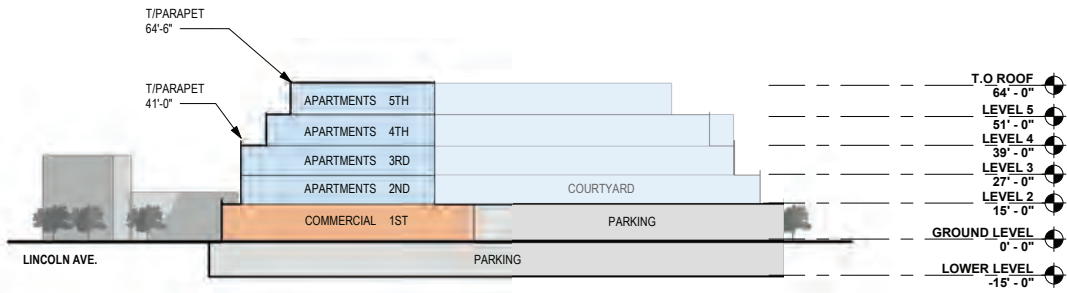 T/PARAPET
64'-6"
T/PARAPET
41'-0"
APARTMENTS 5TH
APARTMENTS 4TH
APARTMENTS 3RD
APARTMENTS 2ND
COURTYARD
COMMERCIAL 1ST
PARKING
LINCOLN AVE.
PARKING
T.O ROOF
64' - 0"
LEVEL 5
51' - 0"
LEVEL 4
39' - 0"
LEVEL 3
27' - 0"
LEVEL 2
15' - 0"
GROUND LEVEL
0' - 0"
LOWER LEVEL
-15' - 0"